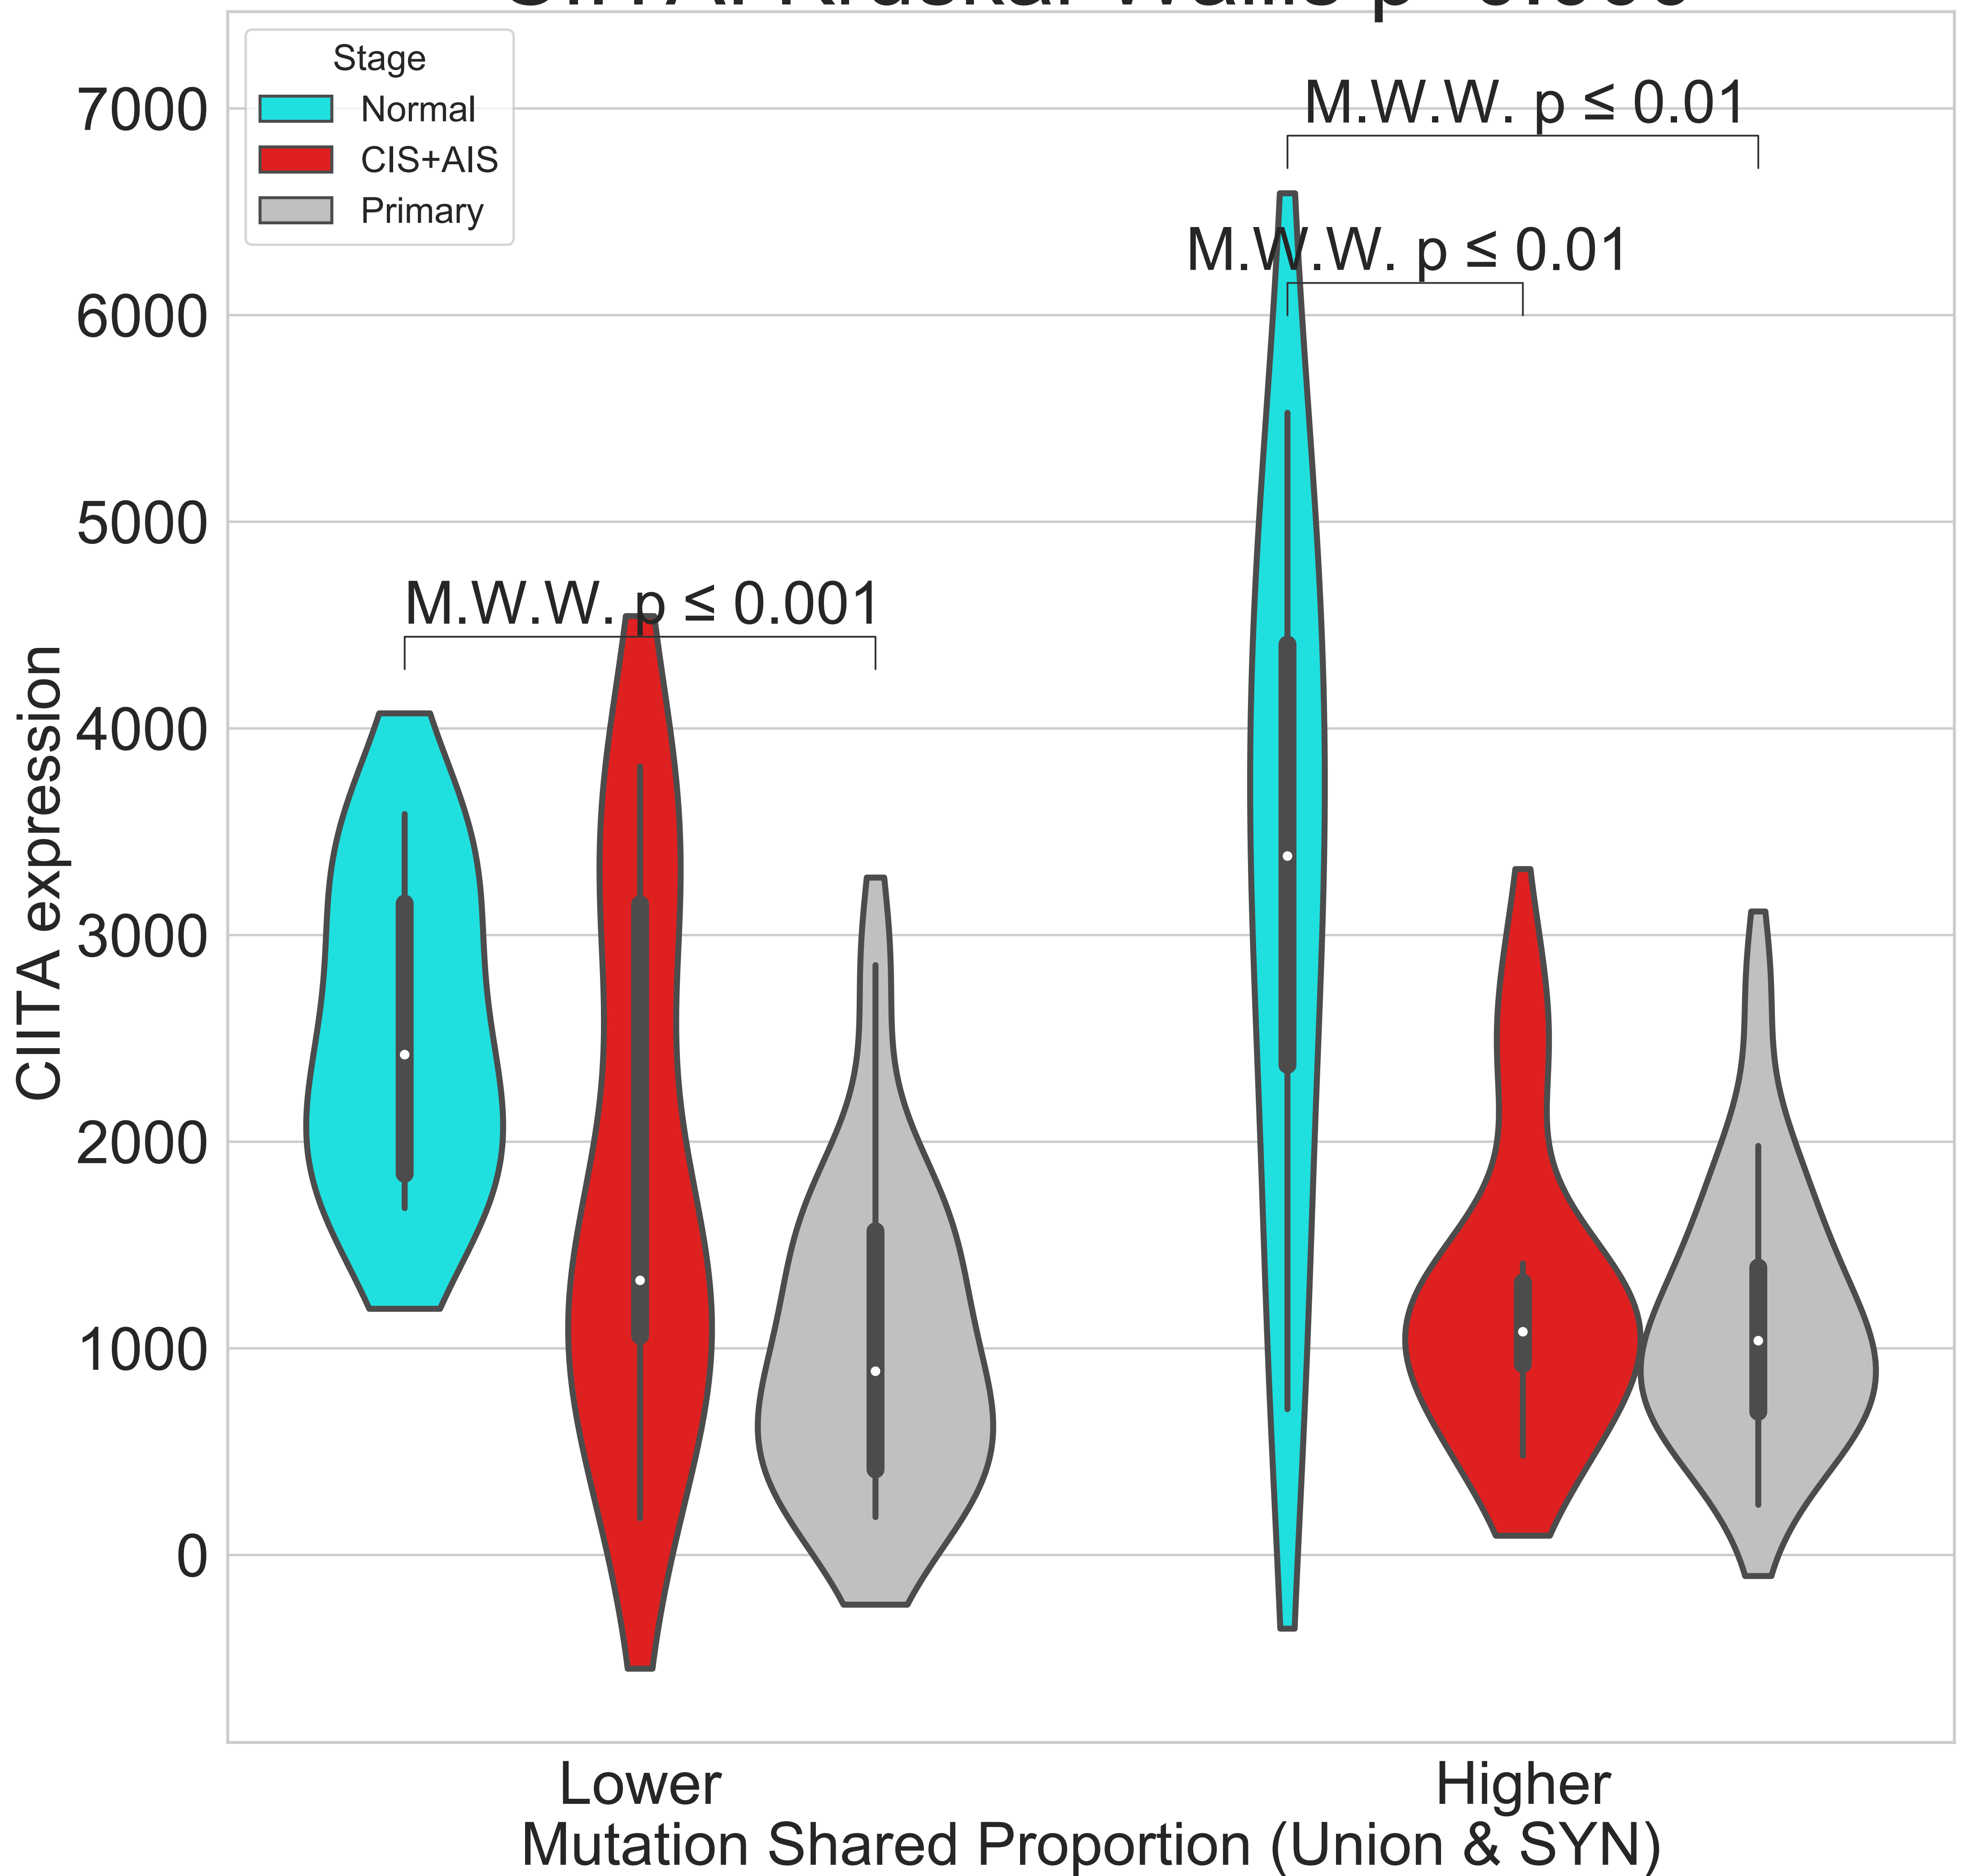 Stage
Normal
CIS+AIS
Primary
7000
6000
5000
4000
3000
2000
1000
0
CIITA expression
M.W.W. p ≤ 0.01
M.W.W. p ≤ 0.01
M.W.W. p ≤ 0.001
Lower
Higher
Mutation Shared Proportion (Union & SYN)